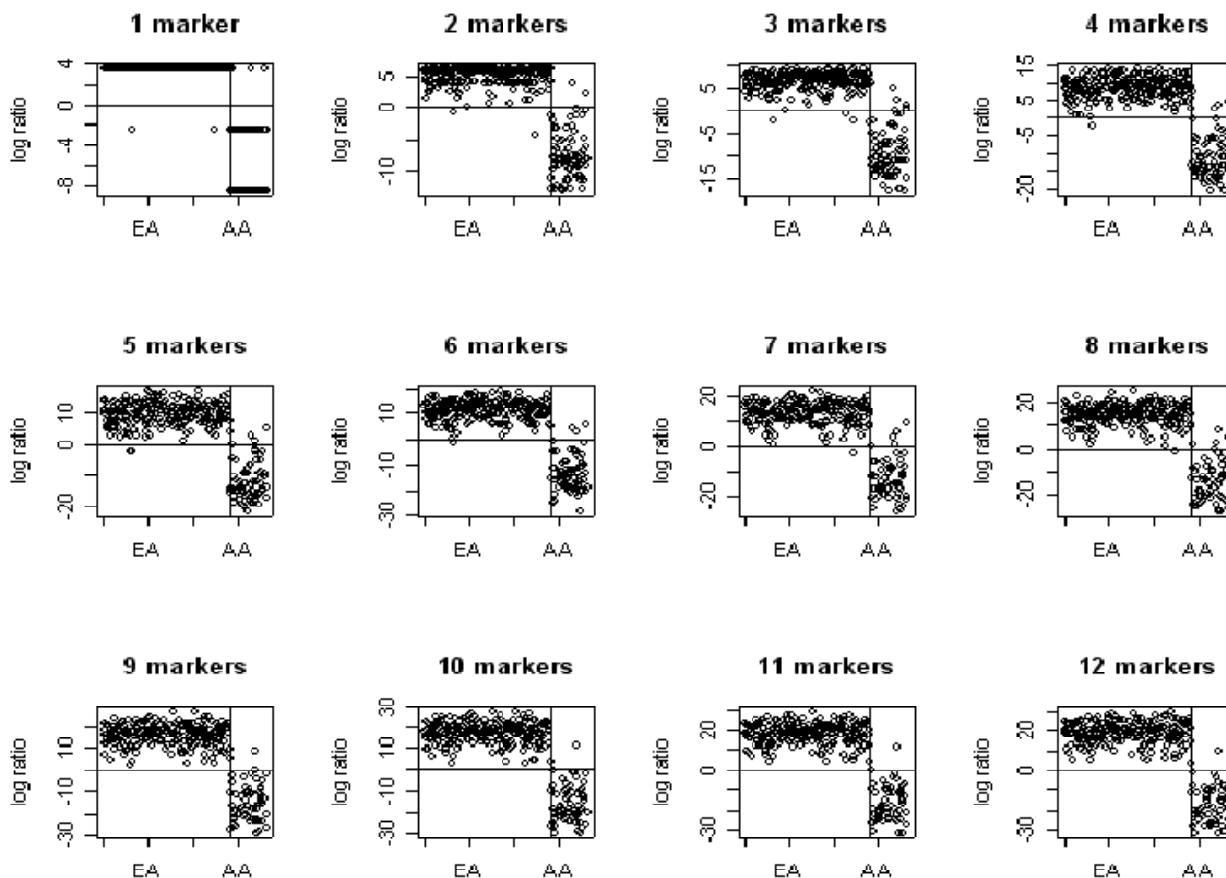 1 marker 2 markers 3 markers 4 markers
log ratio 4 0 -4 -8 EA AA
log ratio 5 0 -10 EA AA
log ratio 5 -5 -15 EA AA
log ratio 15 5 -5 -20 EA AA
5 markers 6 markers 7 markers 8 markers
log ratio 10 0 -20 EA AA
log ratio 10 -10 -30 EA AA
log ratio 20 0 -20 EA AA
log ratio 20 0 -20 EA AA
9 markers 10 markers 11 markers 12 markers
log ratio 10 -10 -30 EA AA
log ratio 30 10 -10 -30 EA AA
log ratio 20 0 -30 EA AA
log ratio 20 0 -30 EA AA